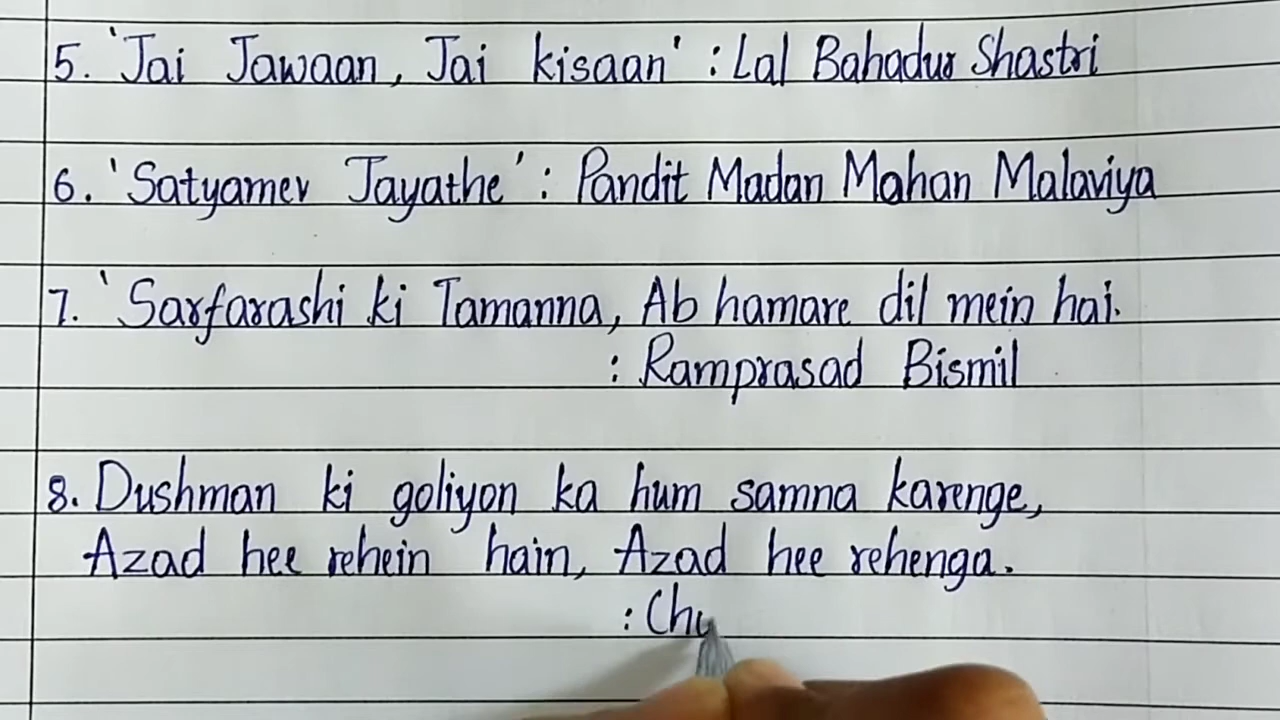 5. 'Jai Jawaan, Jai kisaan' : Lal Bahadur Shastri
6. 'Satyamev Jayathe' : Pandit Madan Mahan Malaviya
7. 'Sarfarashi ki Tamanna, Ab hamare dil mein hai.
: Ramprasad Bismil
8. Dushman ki goliyon ka hum samna karenge,
Azad hee rehein hain, Azad hee rehenga.
: Ch